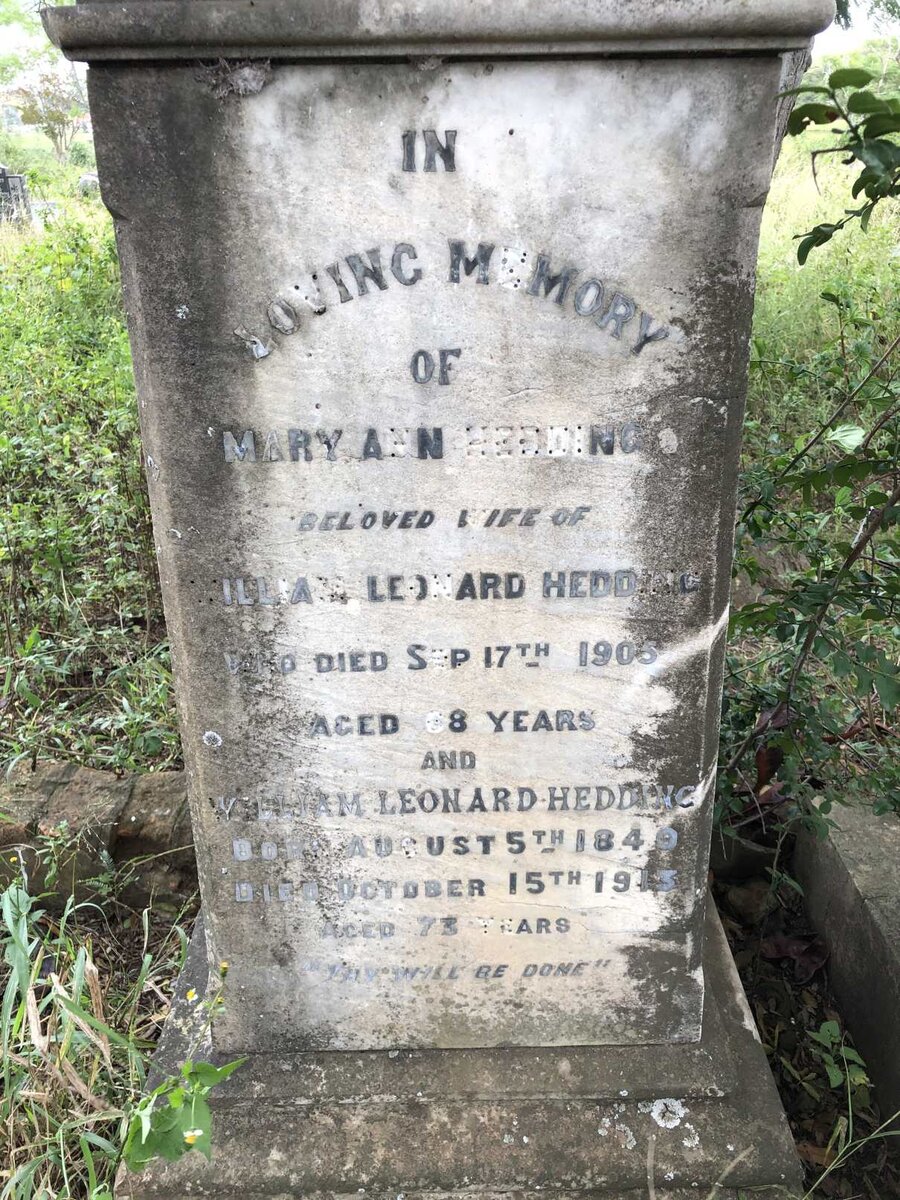 IN
LOVING MEMORY
OF
MARY ANN HEDDING
BELOVED WIFE OF
WILLIAM LEONARD HEDDING
WHO DIED SEP 17TH 1905
AGED YEARS
AND
WILLIAM LEONARD HEDDING
BORN AUGUST 5TH 1849
DIED OCTOBER 15TH 1913
AGED 73 YEARS
"THY WILL BE DONE"